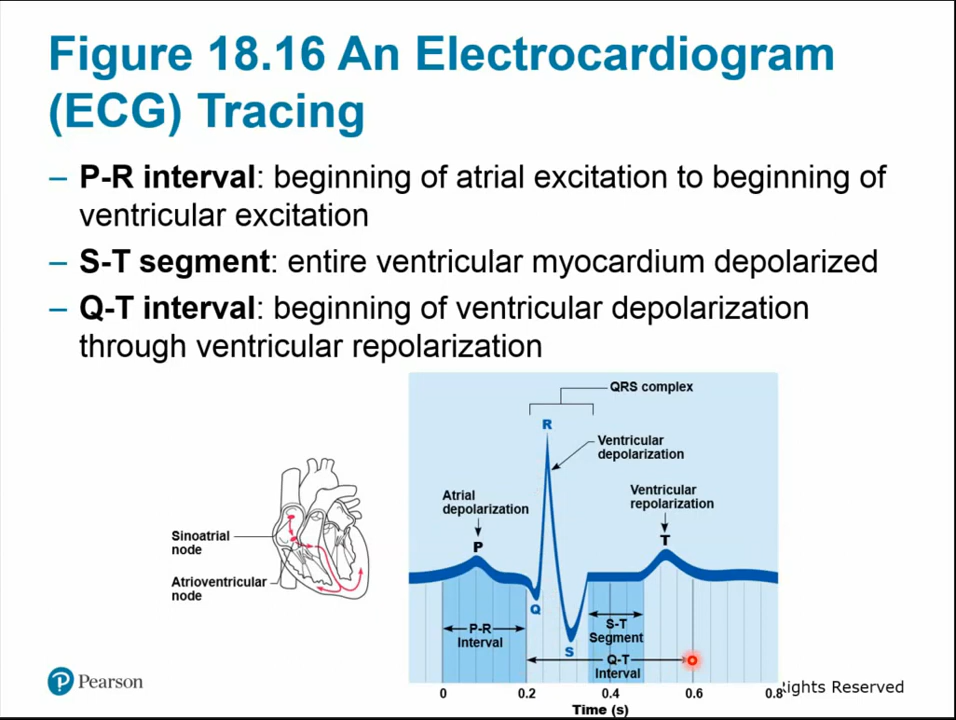 Figure 18.16 An Electrocardiogram
(ECG) Tracing
– P-R interval: beginning of atrial excitation to beginning of
ventricular excitation
– S-T segment: entire ventricular myocardium depolarized
– Q-T interval: beginning of ventricular depolarization
through ventricular repolarization
Sinoatrial
node
Atrioventricular
node
QRS complex
R
Ventricular
depolarization
Atrial
depolarization
P
Ventricular
repolarization
T
Q
S
P-R
Interval
S-T
Segment
Q-T
Interval
0 0.2 0.4 0.6 0.8
Time (s)
P Pearson
Rights Reserved